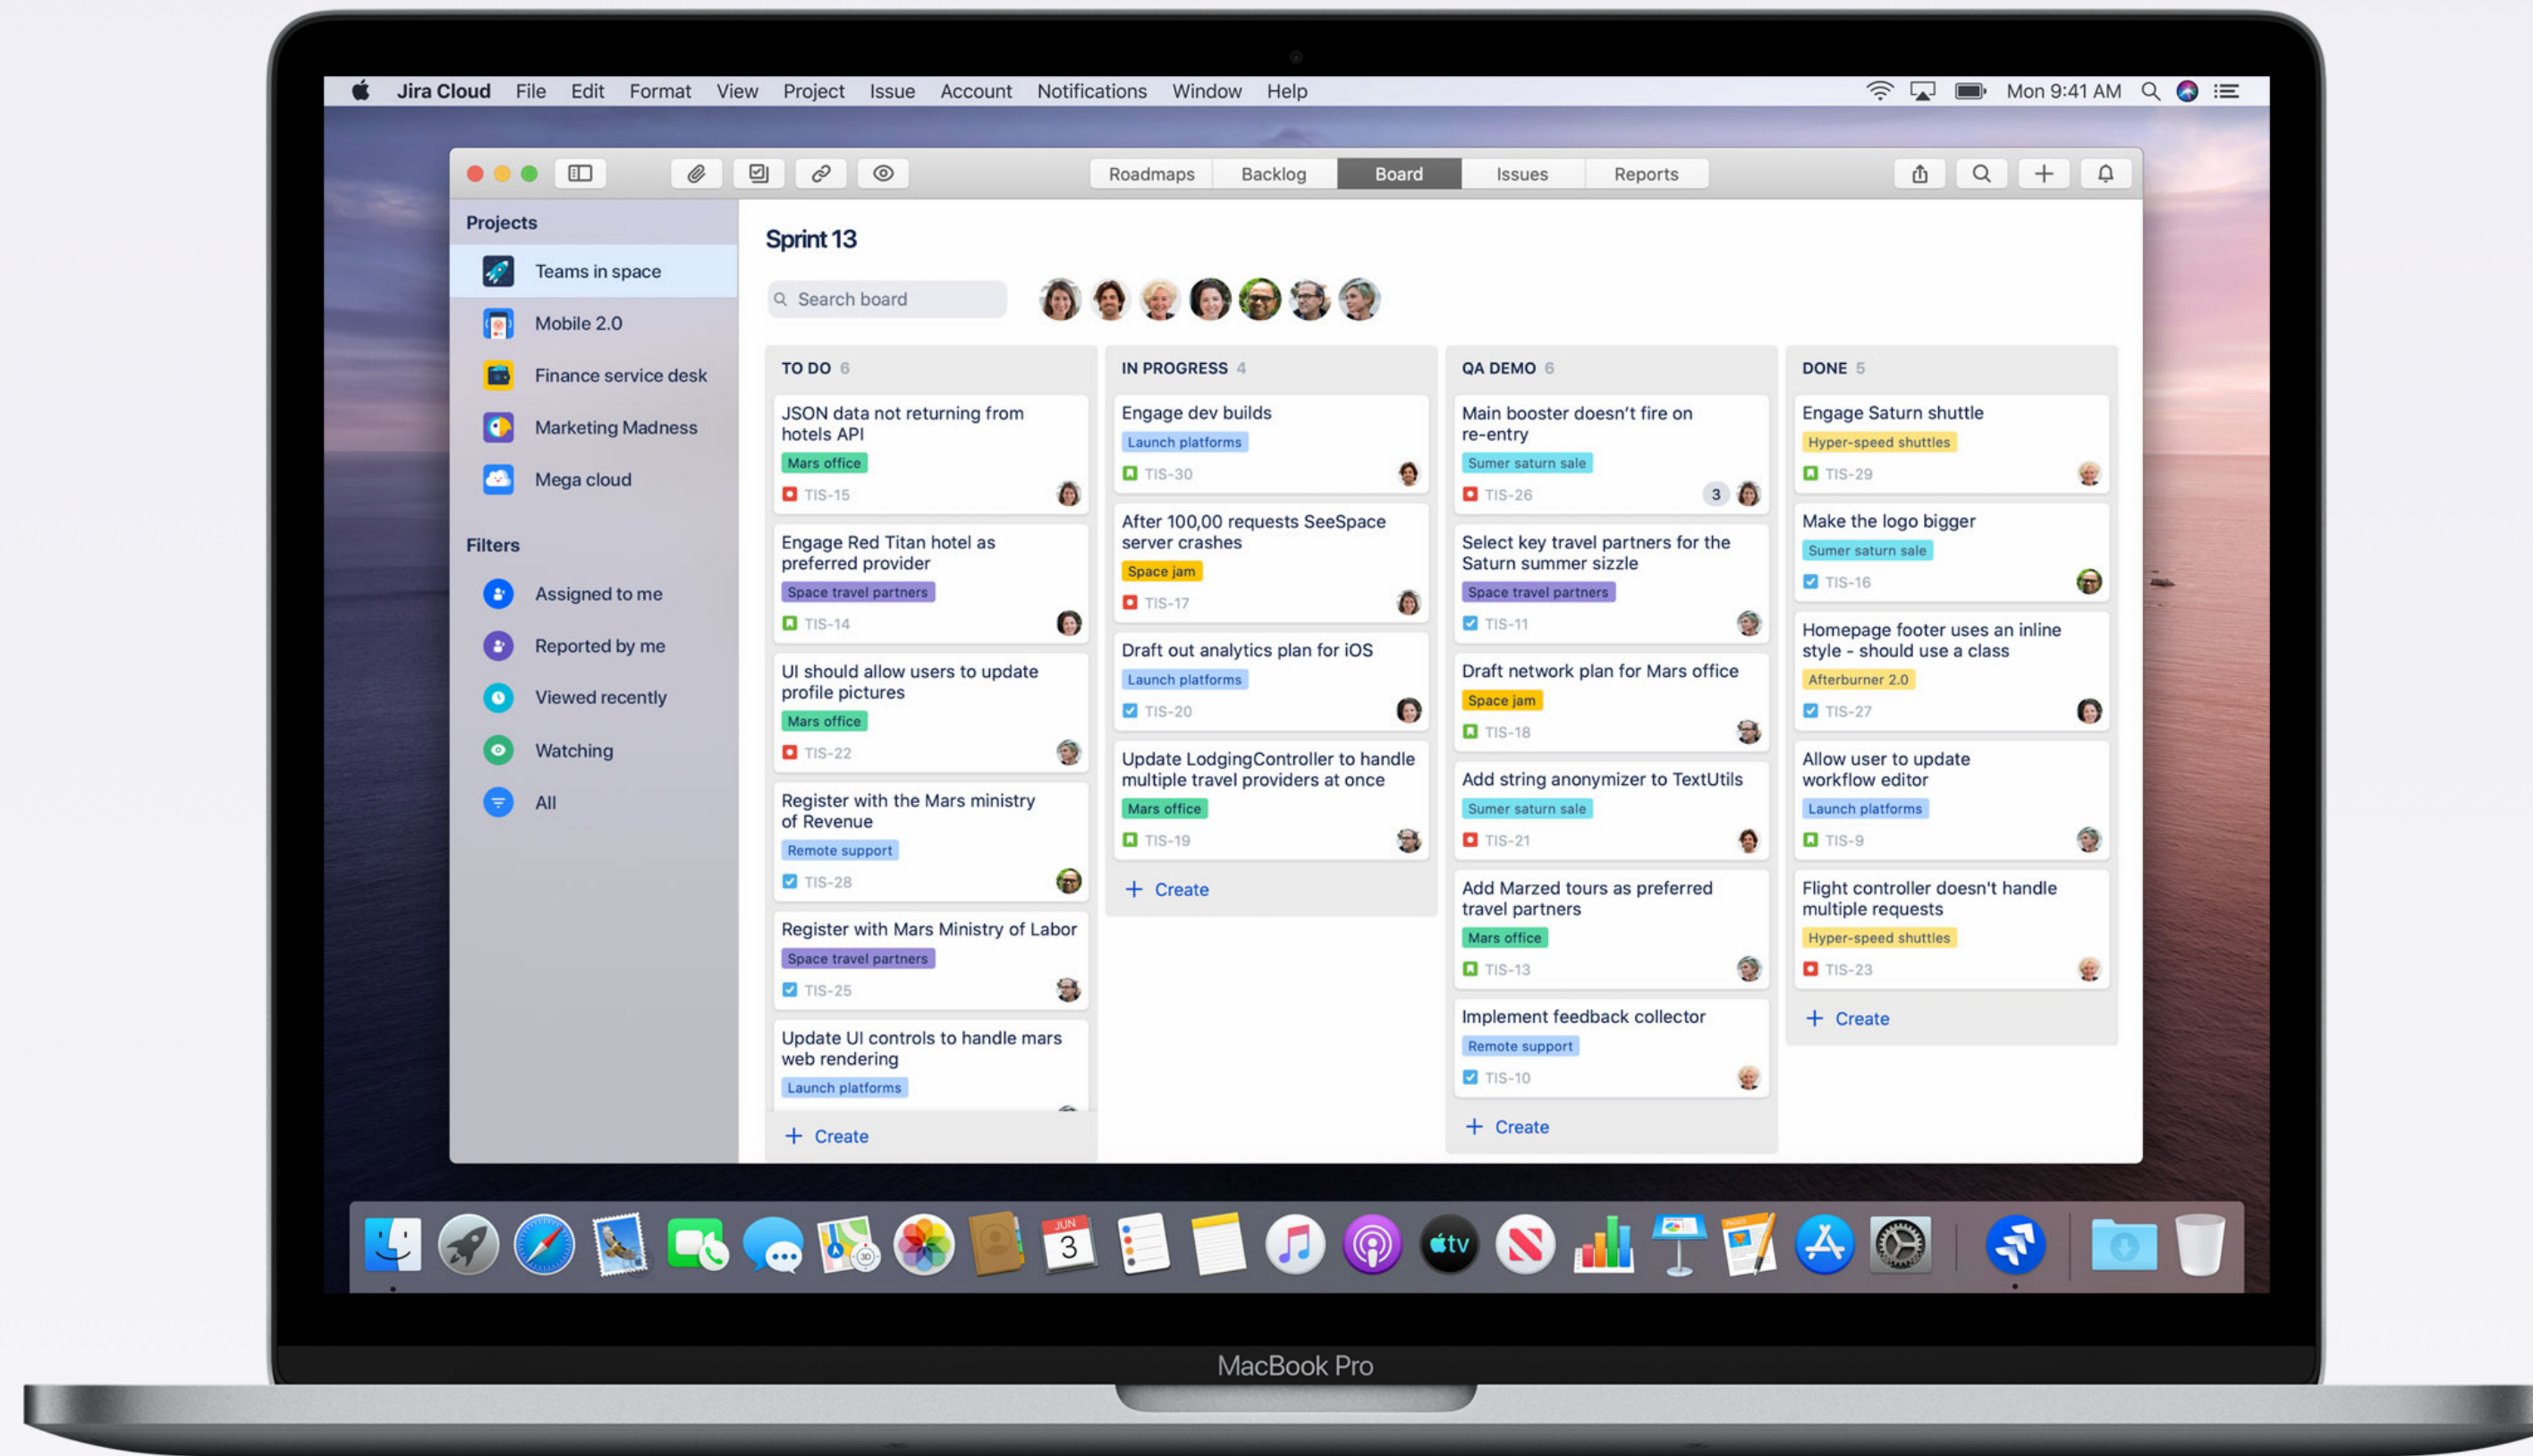 Jira Cloud File Edit Format View Project Issue Account Notifications Window Help
Mon 9:41 AM
Roadmaps Backlog Board Issues Reports
Projects
Teams in space
Mobile 2.0
Finance service desk
Marketing Madness
Mega cloud
Filters
Assigned to me
Reported by me
Viewed recently
Watching
All
Sprint 13
Search board
TO DO 6
JSON data not returning from
hotels API
Mars office
TIS-15
Engage Red Titan hotel as
preferred provider
Space travel partners
TIS-14
UI should allow users to update
profile pictures
Mars office
TIS-22
Register with the Mars ministry
of Revenue
Remote support
TIS-28
Register with Mars Ministry of Labor
Space travel partners
TIS-25
Update UI controls to handle mars
web rendering
Launch platforms
+ Create
IN PROGRESS 4
Engage dev builds
Launch platforms
TIS-30
After 100,00 requests SeeSpace
server crashes
Space jam
TIS-17
Draft out analytics plan for iOS
Launch platforms
TIS-20
Update LodgingController to handle
multiple travel providers at once
Mars office
TIS-19
+ Create
QA DEMO 6
Main booster doesn’t fire on
re-entry
Sumer saturn sale
TIS-26
3
Select key travel partners for the
Saturn summer sizzle
Space travel partners
TIS-11
Draft network plan for Mars office
Space jam
TIS-18
Add string anonymizer to TextUtils
Sumer saturn sale
TIS-21
Add Marzed tours as preferred
travel partners
Mars office
TIS-13
Implement feedback collector
Remote support
TIS-10
+ Create
DONE 5
Engage Saturn shuttle
Hyper-speed shuttles
TIS-29
Make the logo bigger
Sumer saturn sale
TIS-16
Homepage footer uses an inline
style - should use a class
Afterburner 2.0
TIS-27
Allow user to update
workflow editor
Launch platforms
TIS-9
Flight controller doesn't handle
multiple requests
Hyper-speed shuttles
TIS-23
+ Create
3D
JUN
3
tv
PAGES
MacBook Pro